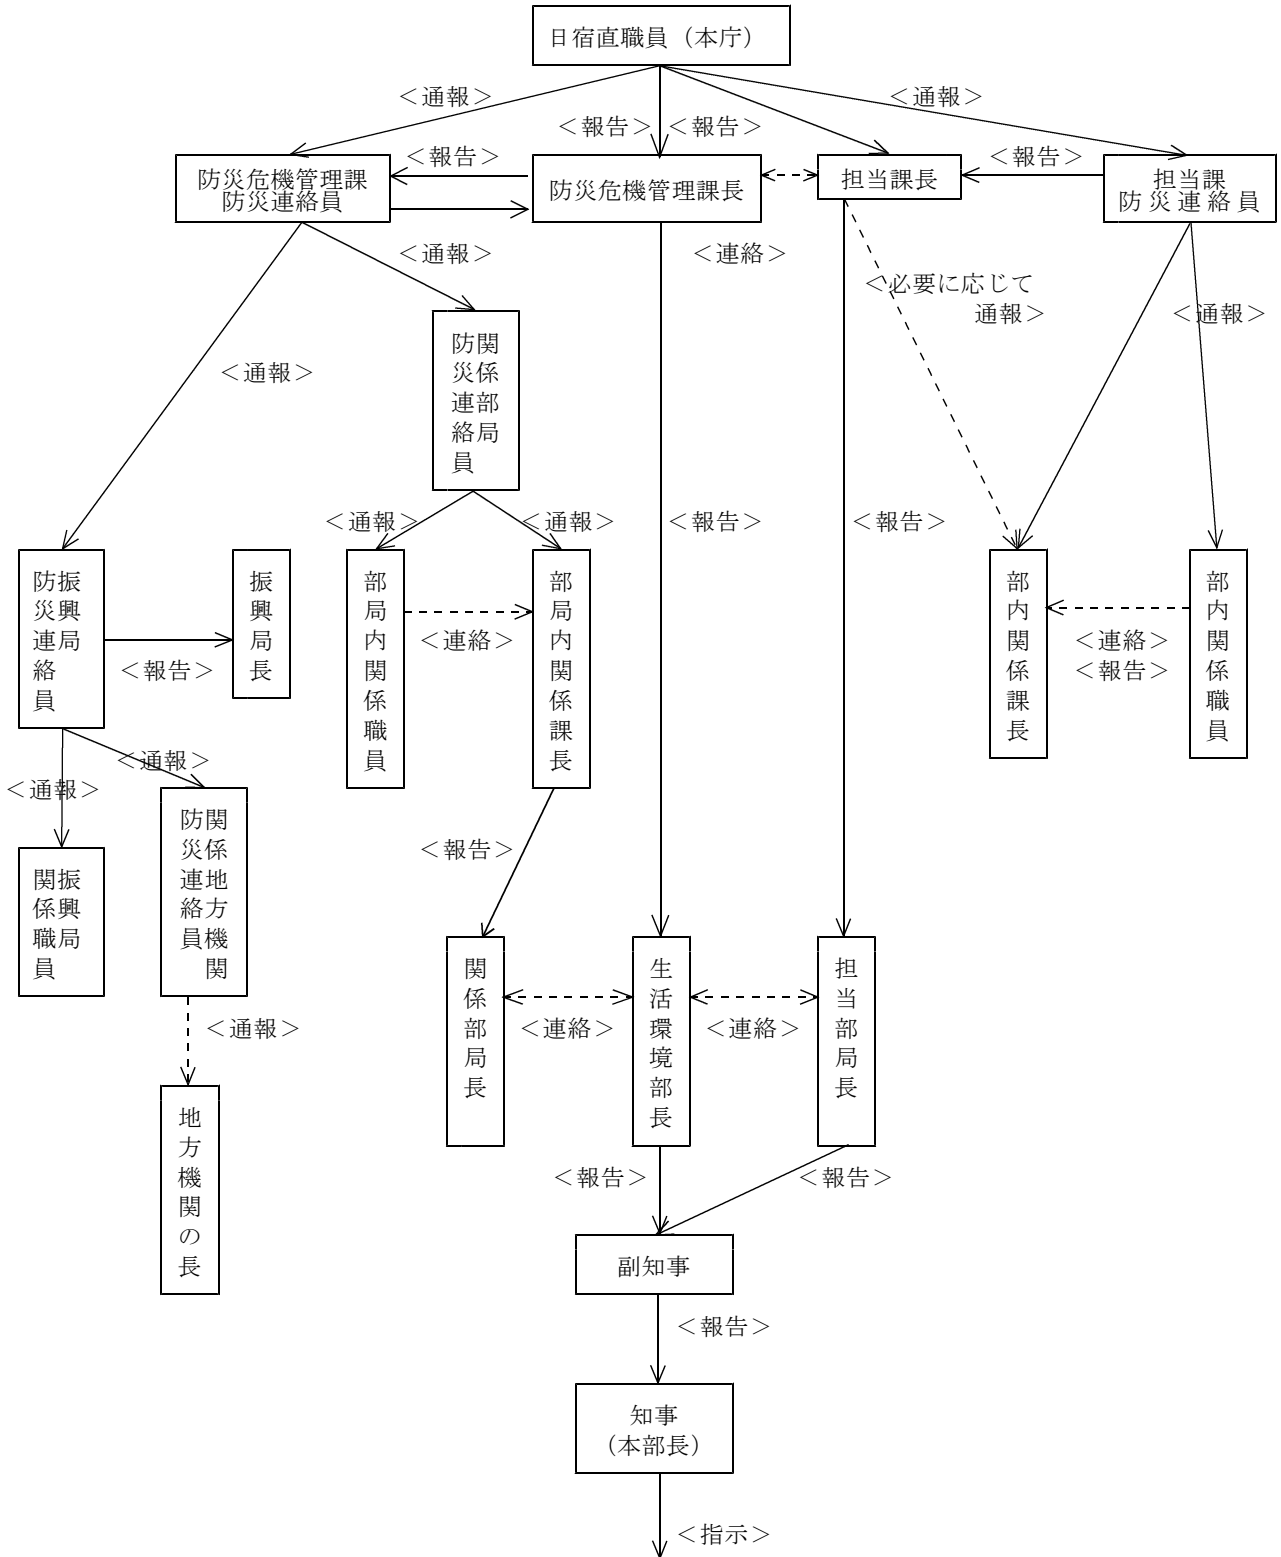 日宿直職員（本庁）
＜通報＞
＜通報＞
＜報告＞
＜報告＞
＜報告＞
＜報告＞
防災危機管理課
防災連絡員
防災危機管理課長
担当課長
担当課
防災連絡員
＜通報＞
＜連絡＞
＜必要に応じて
通報＞
＜通報＞
＜通報＞
関係部局
防災連絡員
＜通報＞
＜通報＞
＜報告＞
＜報告＞
振興局
防災連絡員
振興局長
部局内関係職員
部局内関係課長
部内関係課長
部内関係職員
＜報告＞
＜連絡＞
＜連絡＞
＜報告＞
＜通報＞
＜通報＞
振興局
関係職員
関係地方機関
防災連絡員
＜報告＞
関係部局長
生活環境部長
担当部局長
＜通報＞
＜連絡＞
＜連絡＞
地方機関の長
＜報告＞
＜報告＞
副知事
＜報告＞
知事
（本部長）
＜指示＞